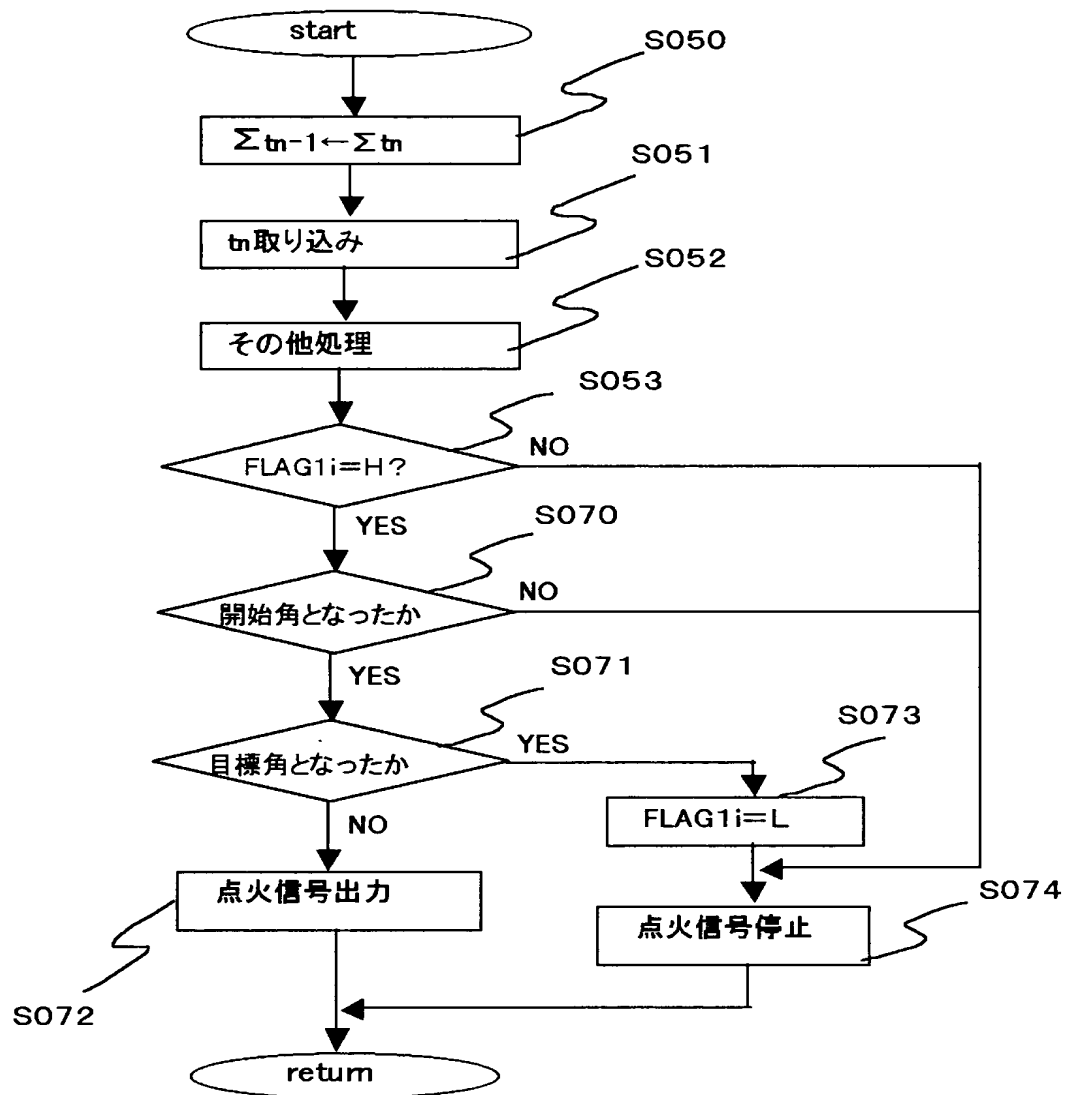 start
S050
Σtn-1←Σtn
S051
tn取り込み
S052
その他処理
S053
FLAG1i=H?
NO
YES
S070
開始角となったか
NO
YES
S071
目標角となったか
YES
S073
FLAG1i=L
NO
点火信号出力
S072
S074
点火信号停止
return